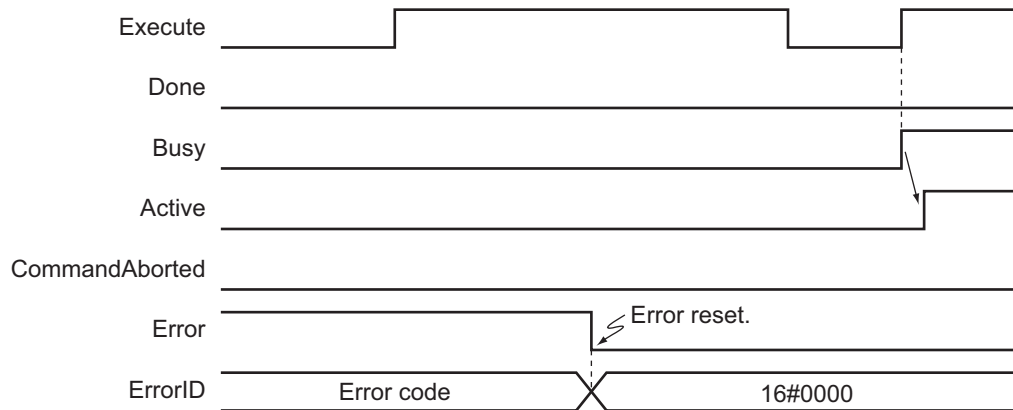 Execute
Done
Busy
Active
CommandAborted
Error
Error reset.
ErrorID
Error code
16#0000